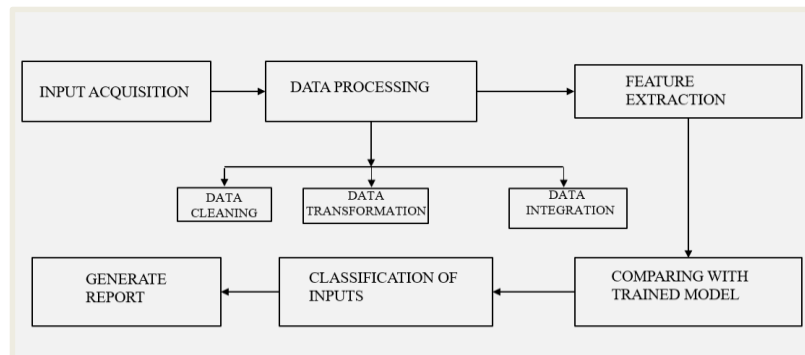 INPUT ACQUISITION
DATA PROCESSING
FEATURE
EXTRACTION
DATA
CLEANING
DATA
TRANSFORMATION
DATA
INTEGRATION
GENERATE
REPORT
CLASSIFICATION OF
INPUTS
COMPARING WITH
TRAINED MODEL